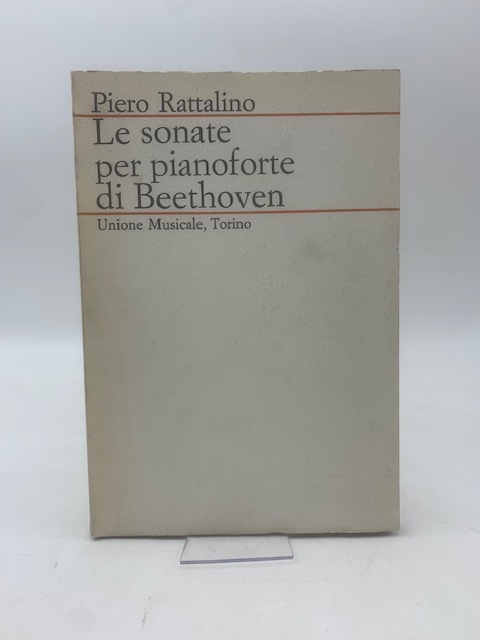 Piero Rattalino
Le sonate
per pianoforte
di Beethoven
Unione Musicale, Torino